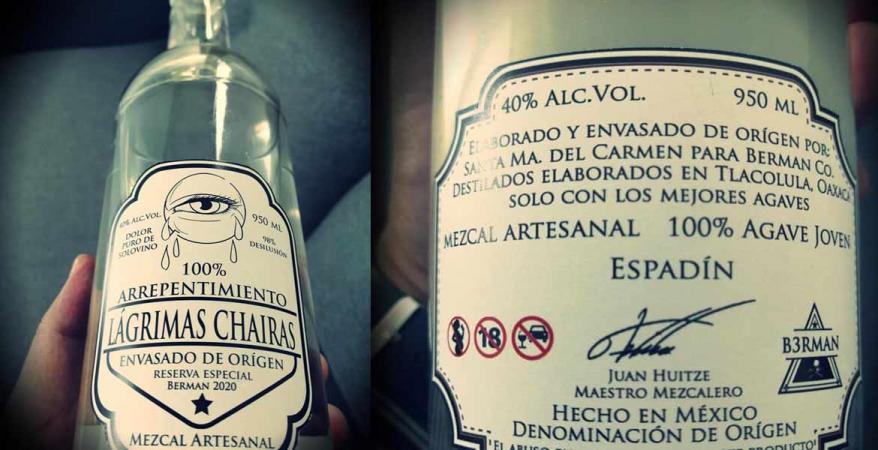 40% ALC.VOL.
950 ML
DOLOR
PURO DE
SOLOVINO
98%
DESILUSIÓN
100%
ARREPENTIMIENTO
LÁGRIMAS CHAIRAS
ENVASADO DE ORÍGEN
RESERVA ESPECIAL
BERMAN 2020
MEZCAL ARTESANAL
40% ALC.VOL.
950 ML
ELABORADO Y ENVASADO DE ORÍGEN POR:
SANTA MA. DEL CARMEN PARA BERMAN CO.
DESTILADOS ELABORADOS EN TLACOLULA, OAXACA
SOLO CON LOS MEJORES AGAVES
MEZCAL ARTESANAL 100% AGAVE JOVEN
ESPADÍN
18
B3RMAN
JUAN HUITZE
MAESTRO MEZCALERO
HECHO EN MÉXICO
DENOMINACIÓN DE ORÍGEN
"EL ABUSO PRODUCTO"